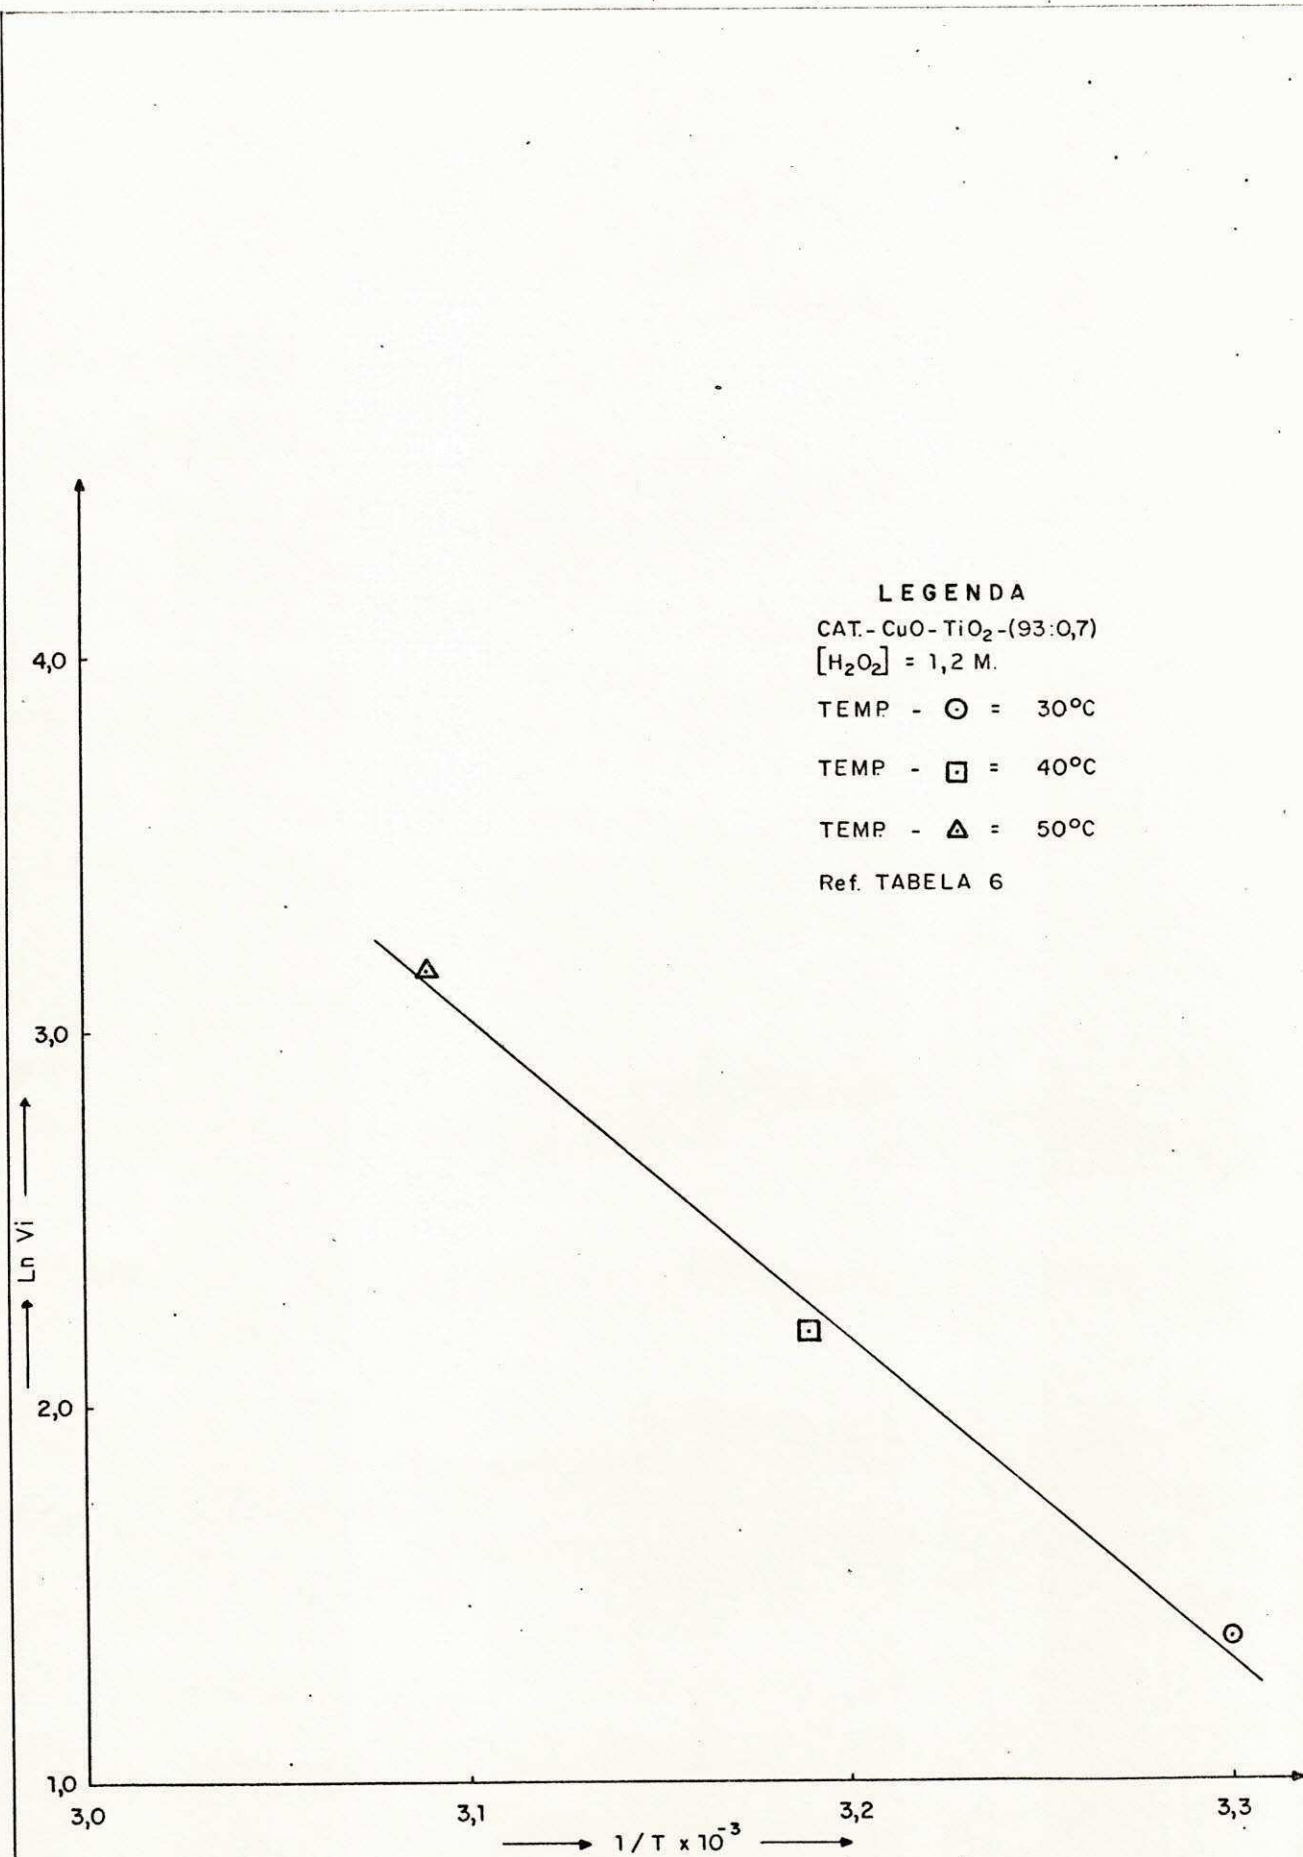 LEGENDA
CAT.-CuO-TiO₂-(93:0,7)
[H₂O₂] = 1,2 M.
TEMP. - ⊙ = 30°C
TEMP. - ⊡ = 40°C
TEMP. - △ = 50°C
Ref. TABELA 6
4,0
3,0
2,0
1,0
Ln Vi
3,0 3,1 3,2 3,3
1/T x 10⁻³